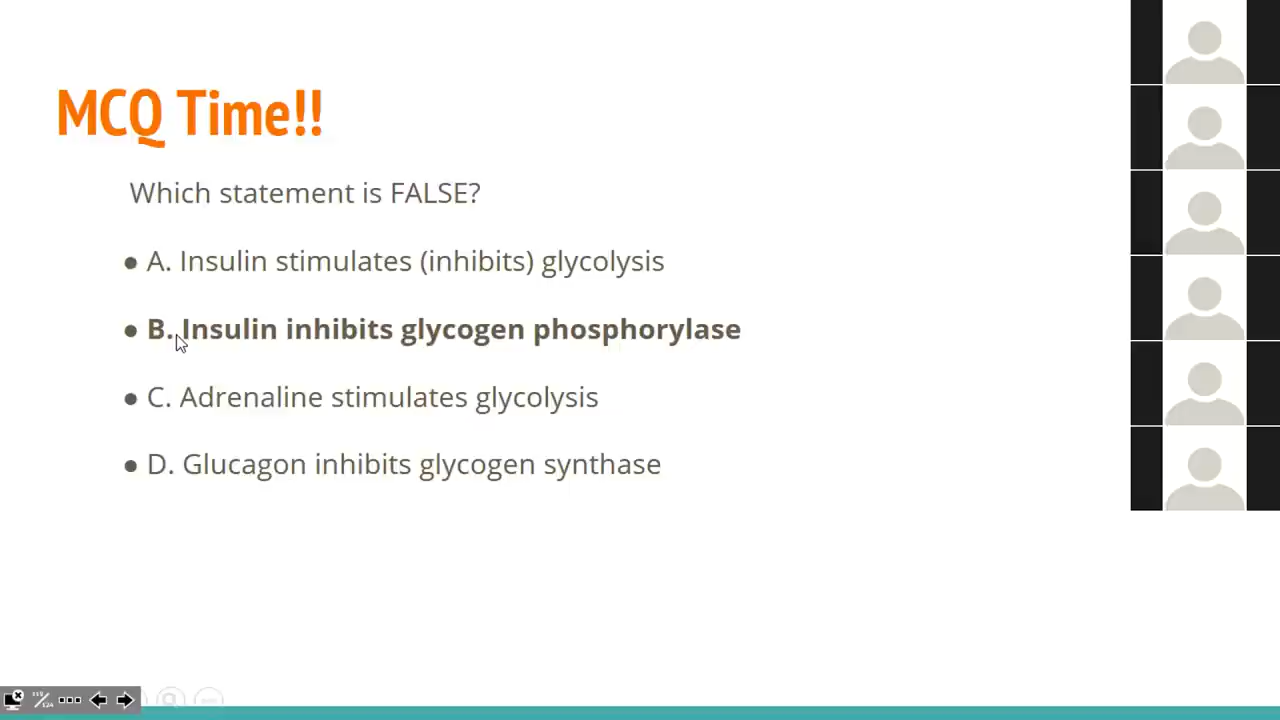 MCQ Time!!
Which statement is FALSE?
● A. Insulin stimulates (inhibits) glycolysis
● B. Insulin inhibits glycogen phosphorylase
● C. Adrenaline stimulates glycolysis
● D. Glucagon inhibits glycogen synthase